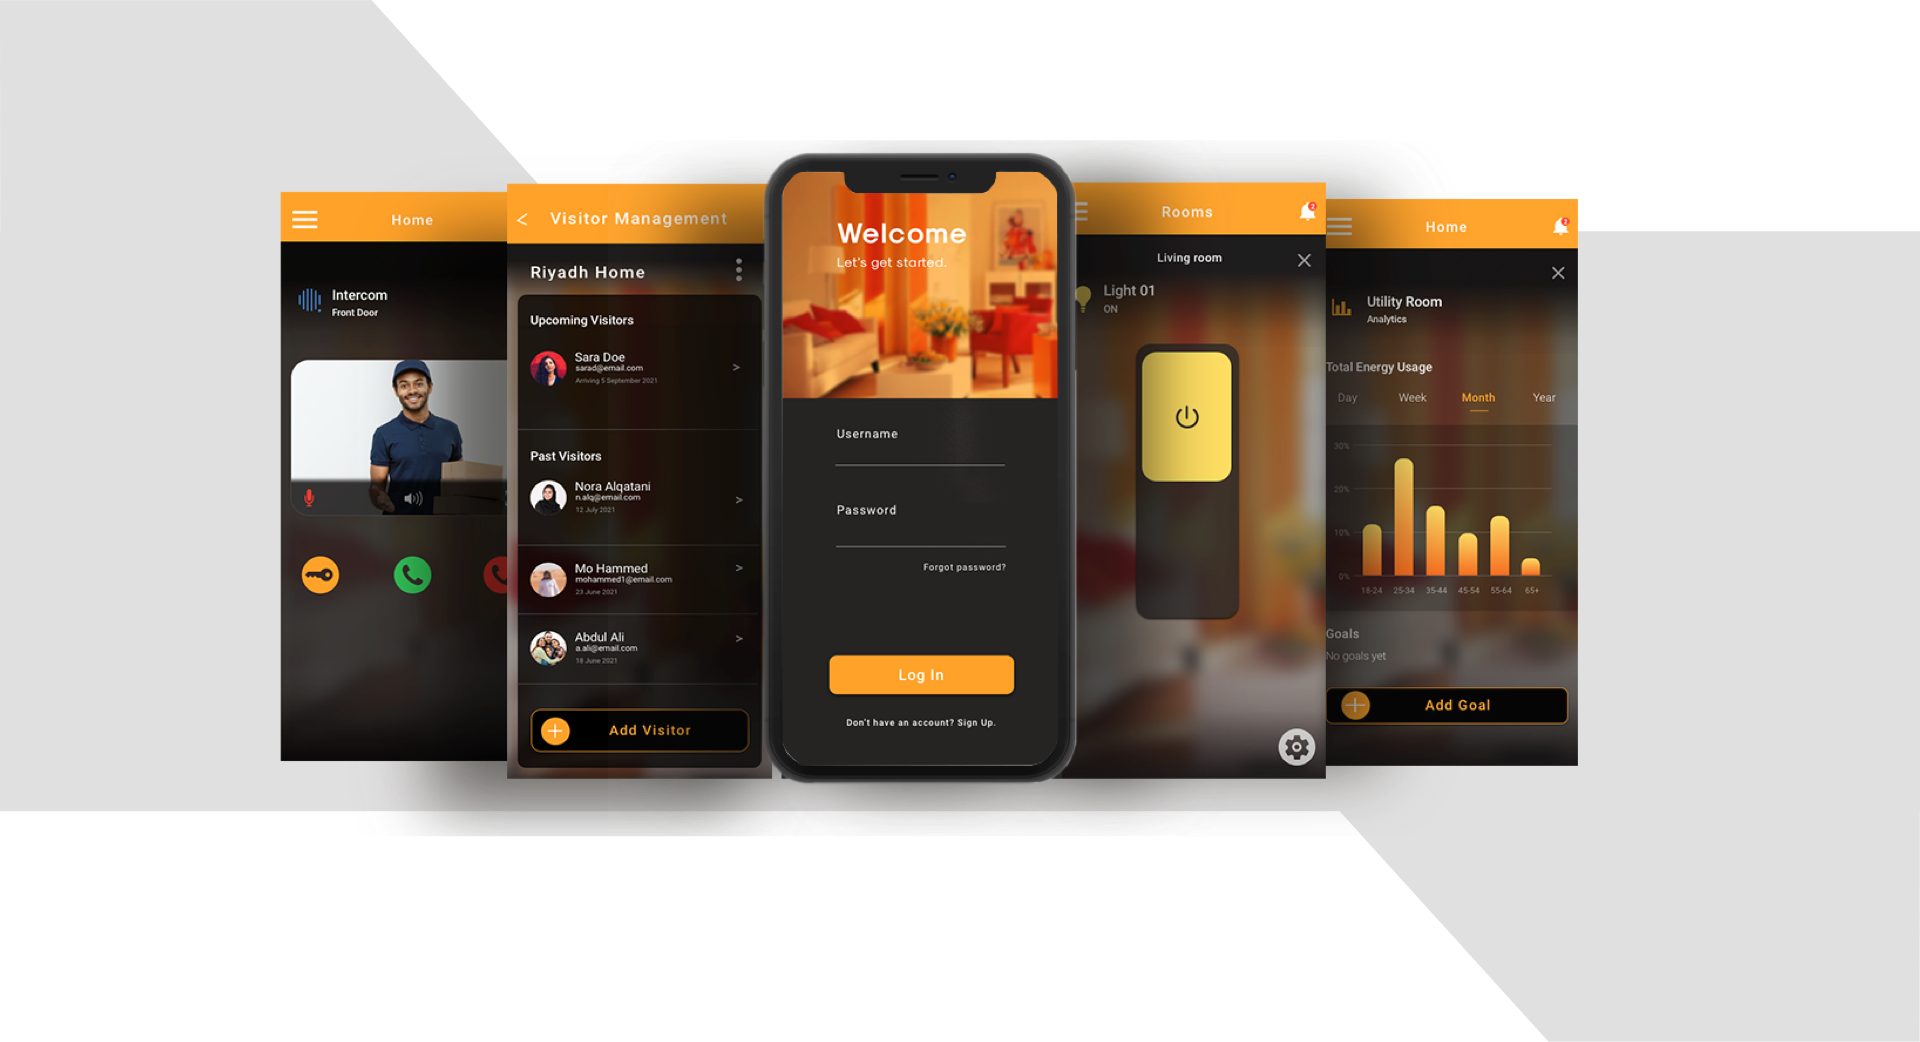 Home
Intercom
Front Door
< Visitor Management
Riyadh Home
Upcoming Visitors
Sara Doe
sarad@email.com
Arriving 5 September 2021
>
Past Visitors
Nora Alqatani
n.alq@email.com
12 July 2021
>
Mo Hammed
mohammed1@email.com
23 June 2021
>
Abdul Ali
a.ali@email.com
18 June 2021
>
Add Visitor
Welcome
Let's get started.
Username
Password
Forgot password?
Log In
Don't have an account? Sign Up.
Rooms
2
Living room
Light 01
ON
Home
2
Utility Room
Analytics
Total Energy Usage
Day Week Month Year
30%
20%
10%
0%
18-24 25-34 35-44 45-54 55-64 65+
Goals
No goals yet
Add Goal